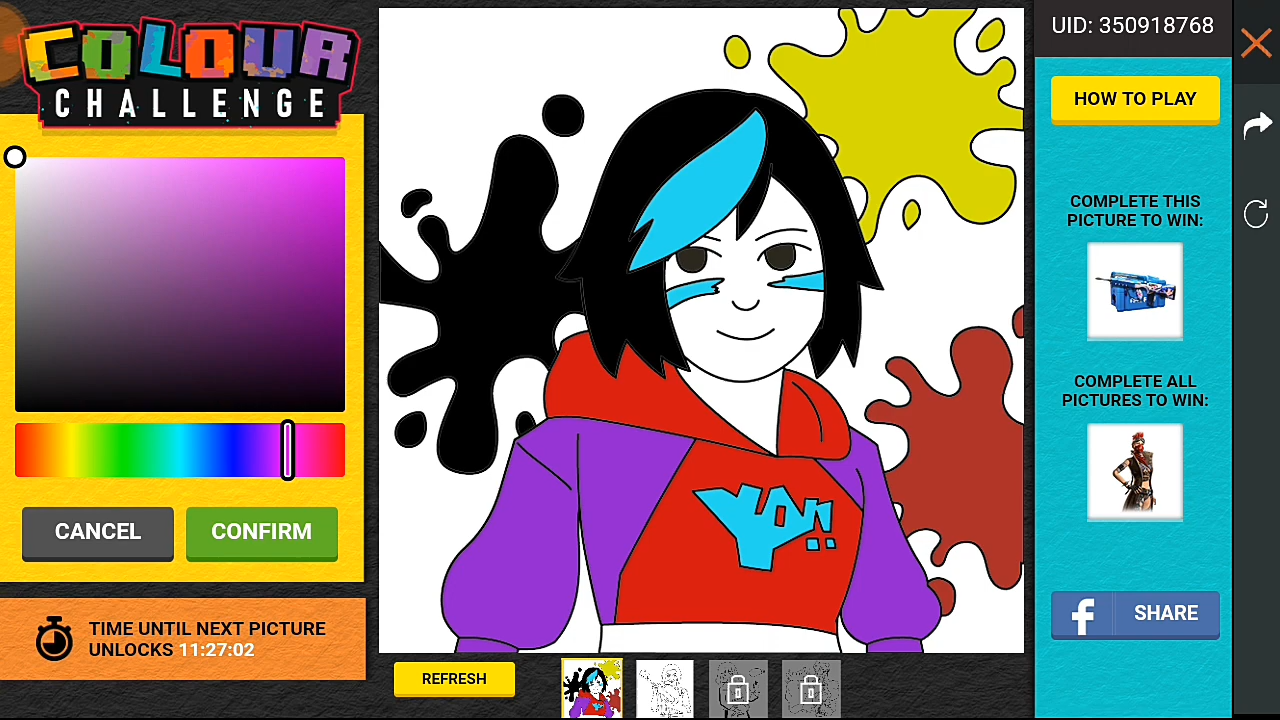 COLOUR
CHALLENGE
CANCEL
CONFIRM
TIME UNTIL NEXT PICTURE
UNLOCKS 11:27:02
YO!!
REFRESH
UID: 350918768
HOW TO PLAY
COMPLETE THIS
PICTURE TO WIN:
COMPLETE ALL
PICTURES TO WIN:
f SHARE